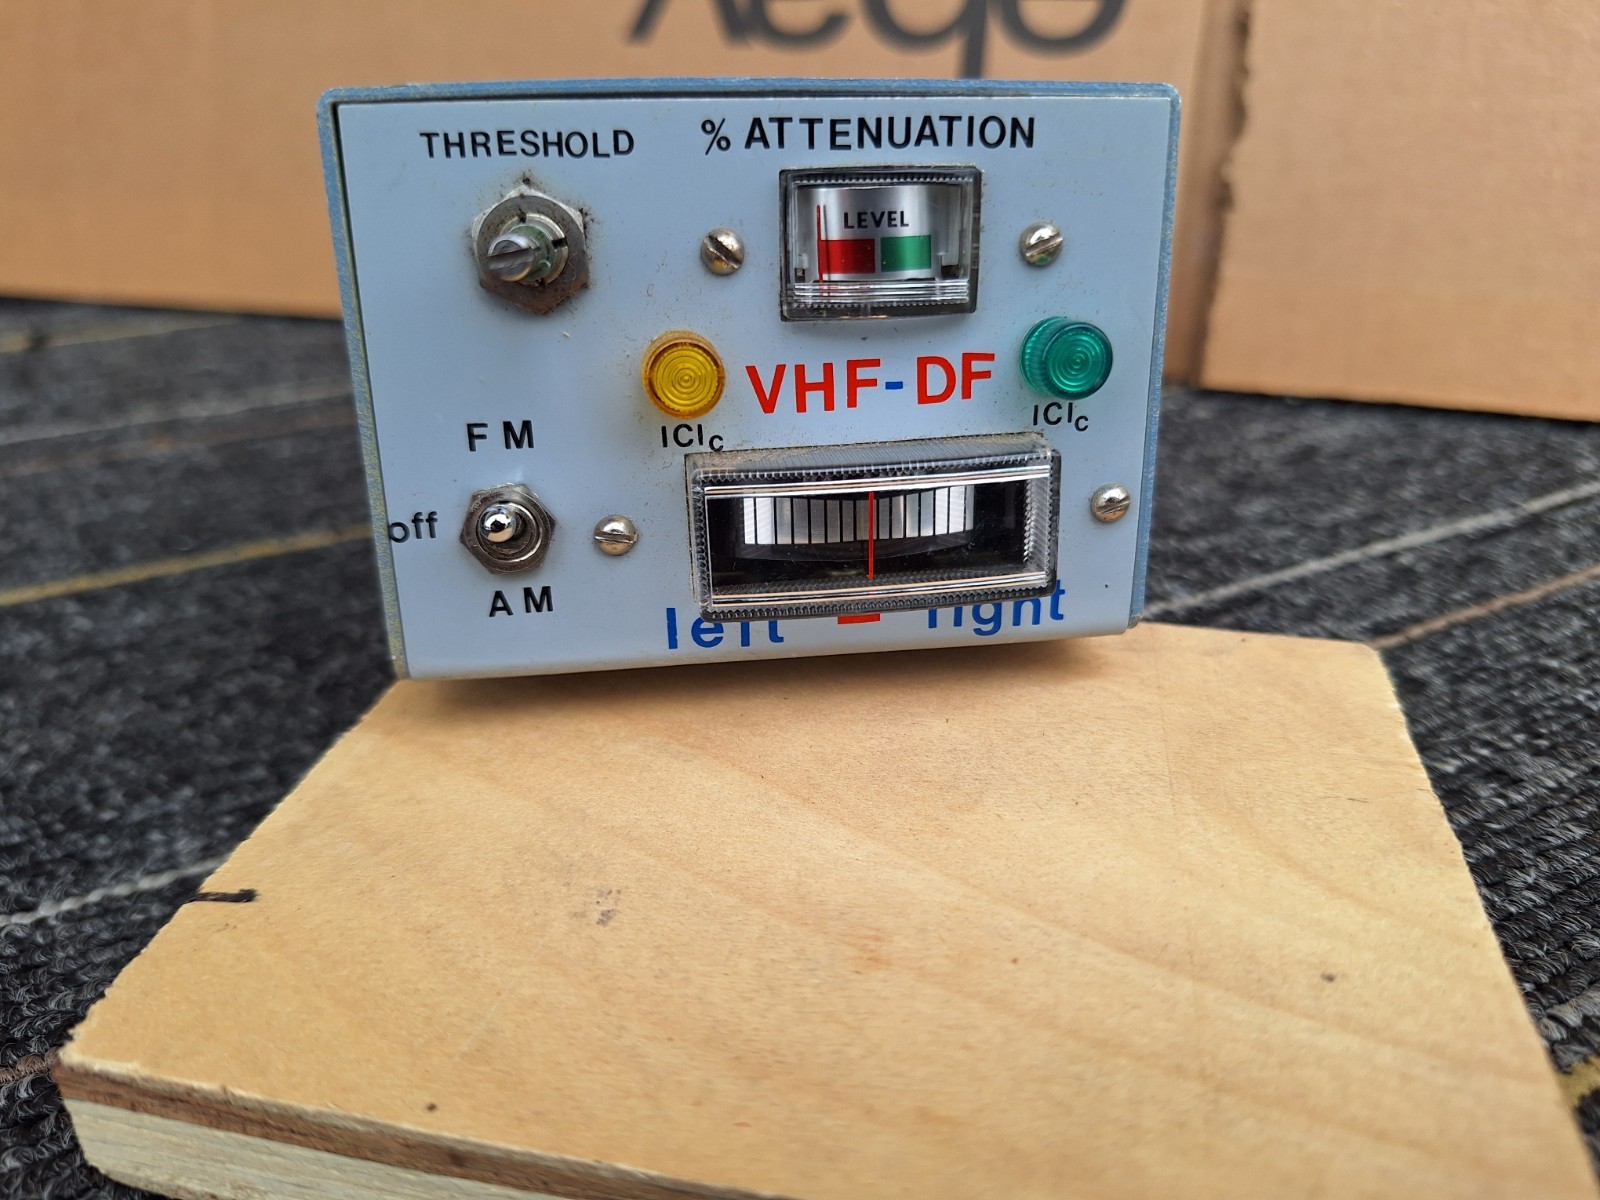 THRESHOLD
% ATTENUATION
LEVEL
VHF-DF
ICIc
ICIc
FM
off
AM
left - right